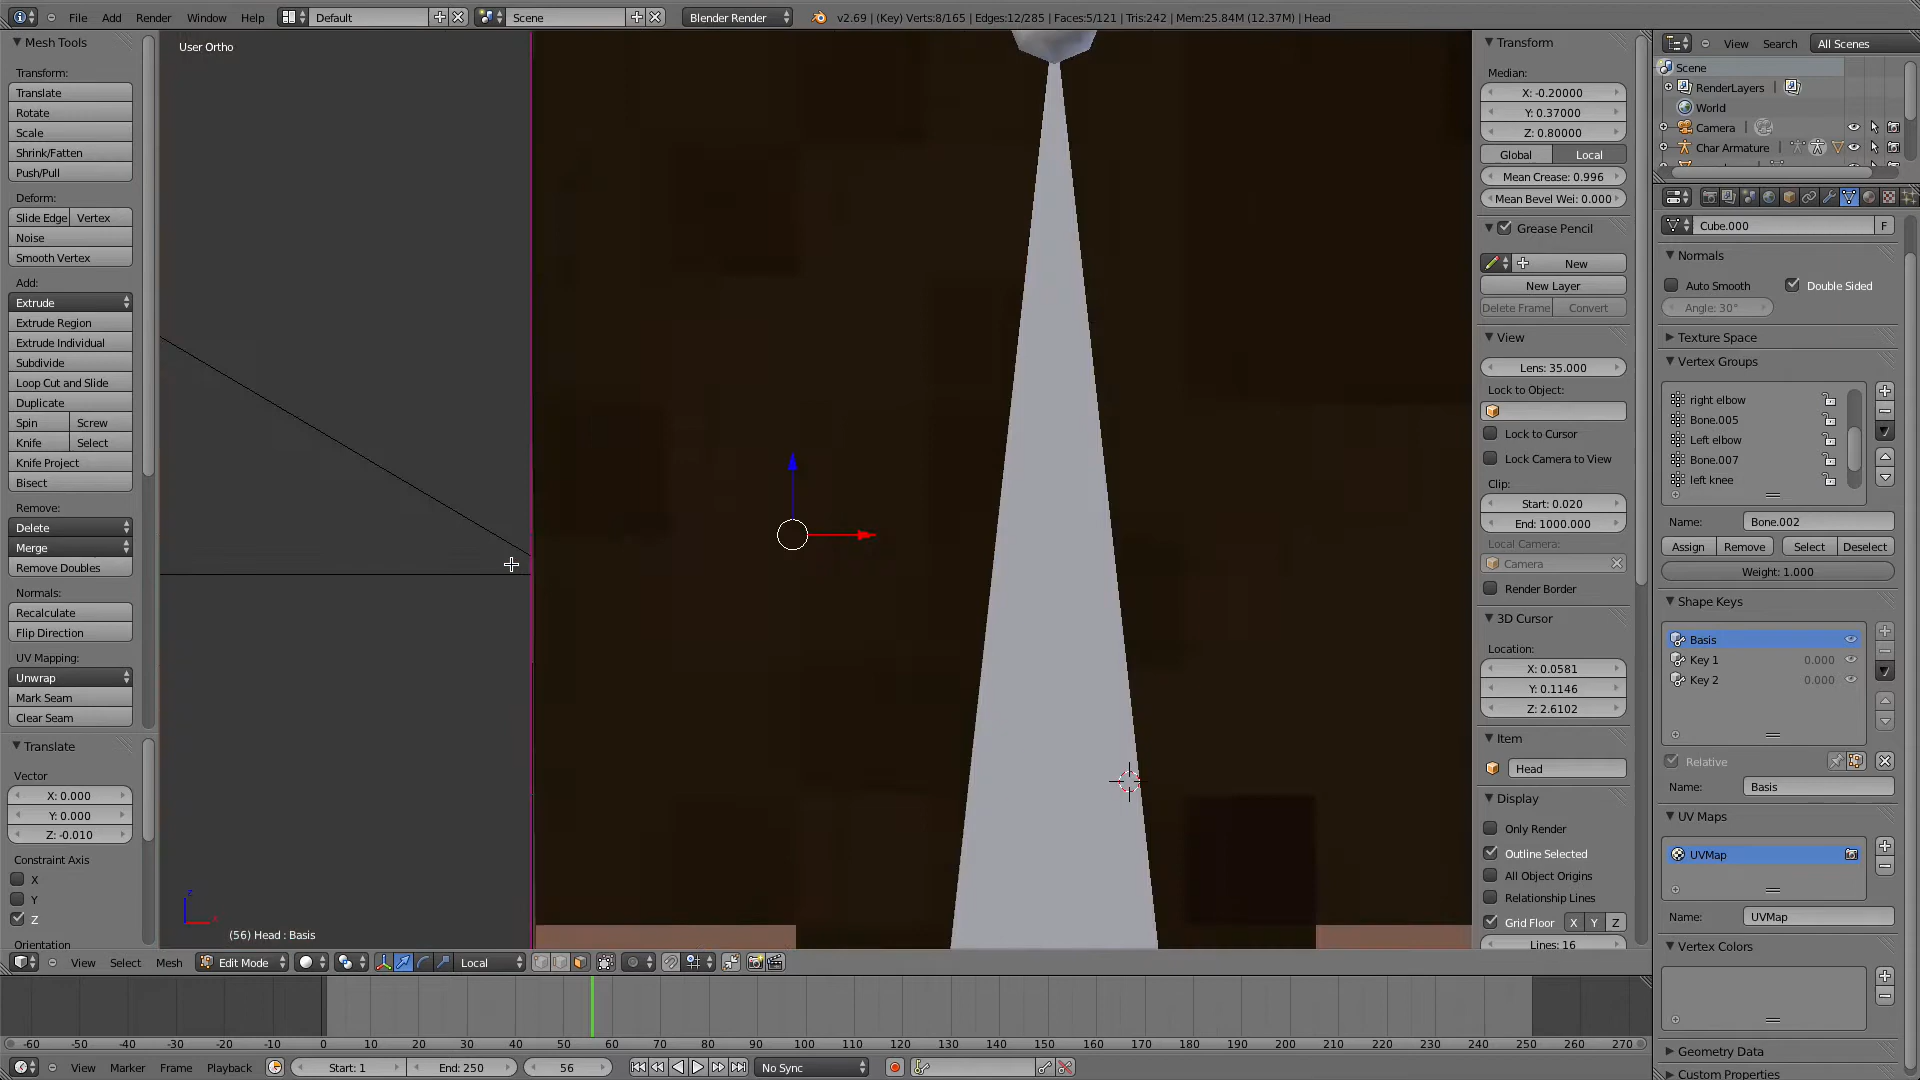 File Add Render Window Help Default Scene Blender Render v2.69 | (Key) Verts:8/165 | Edges:12/285 | Faces:5/121 | Tris:242 | Mem:25.84M (12.37M) | Head
Mesh Tools
Transform:
Translate
Rotate
Scale
Shrink/Fatten
Push/Pull
Deform:
Slide Edge Vertex
Noise
Smooth Vertex
Add:
Extrude
Extrude Region
Extrude Individual
Subdivide
Loop Cut and Slide
Duplicate
Spin Screw
Knife Select
Knife Project
Bisect
Remove:
Delete
Merge
Remove Doubles
Normals:
Recalculate
Flip Direction
UV Mapping:
Unwrap
Mark Seam
Clear Seam
Translate
Vector
X: 0.000
Y: 0.000
Z: -0.010
Constraint Axis
X
Y
Z
Orientation
User Ortho
z
x
(56) Head : Basis
Transform
Median:
X: -0.20000
Y: 0.37000
Z: 0.80000
Global Local
Mean Crease: 0.996
Mean Bevel Wei: 0.000
Grease Pencil
New
New Layer
Delete Frame Convert
View
Lens: 35.000
Lock to Object:
Lock to Cursor
Lock Camera to View
Clip:
Start: 0.020
End: 1000.000
Local Camera:
Camera
Render Border
3D Cursor
Location:
X: 0.0581
Y: 0.1146
Z: 2.6102
Item
Head
Display
Only Render
Outline Selected
All Object Origins
Relationship Lines
Grid Floor X Y Z
Lines: 16
View Search All Scenes
Scene
RenderLayers
World
Camera
Char Armature
Cube.000 F
Normals
Auto Smooth Double Sided
Angle: 30°
Texture Space
Vertex Groups
right elbow
Bone.005
Left elbow
Bone.007
left knee
Name: Bone.002
Assign Remove Select Deselect
Weight: 1.000
Shape Keys
Basis
Key 1 0.000
Key 2 0.000
Relative
Name: Basis
UV Maps
UVMap
Name: UVMap
Vertex Colors
Geometry Data
Custom Properties
View Select Mesh Edit Mode Local
-60 -50 -40 -30 -20 -10 0 10 20 30 40 50 60 70 80 90 100 110 120 130 140 150 160 170 180 190 200 210 220 230 240 250 260 270
View Marker Frame Playback Start: 1 End: 250 56 No Sync